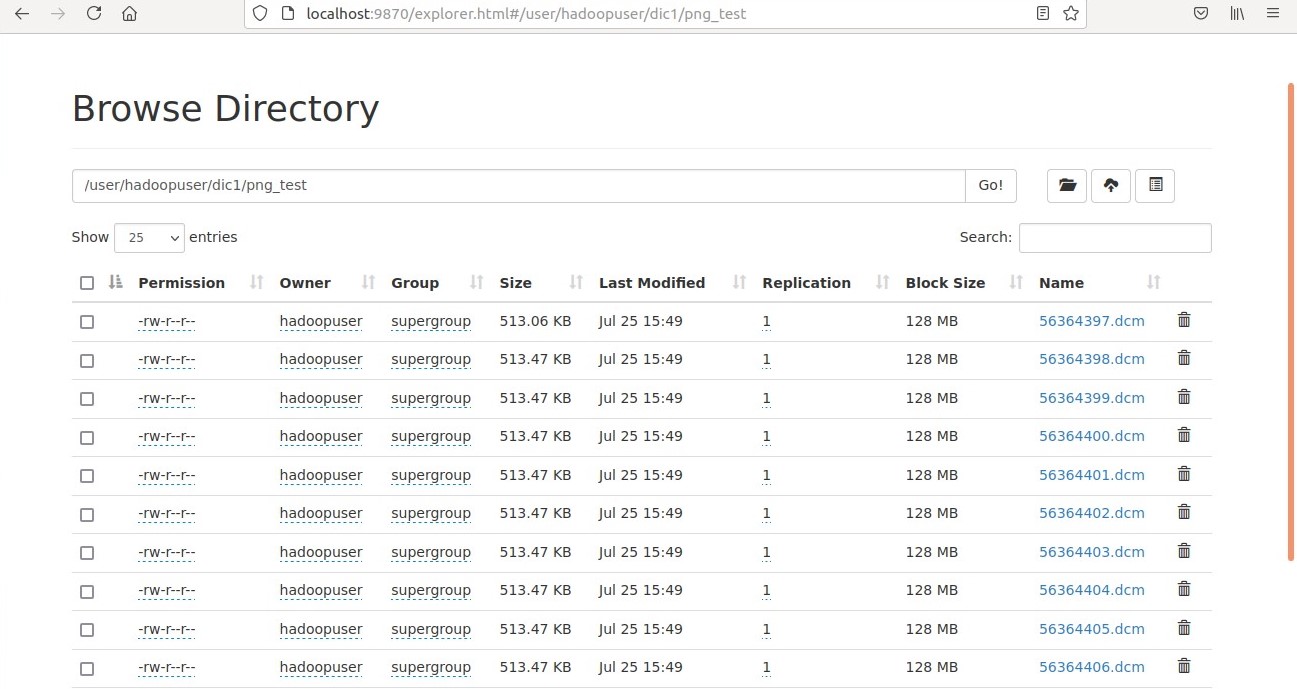 localhost:9870/explorer.html#/user/hadoopuser/dic1/png_test
Browse Directory
/user/hadoopuser/dic1/png_test Go!
Show 25 entries Search:
Permission Owner Group Size Last Modified Replication Block Size Name
-rw-r--r-- hadoopuser supergroup 513.06 KB Jul 25 15:49 1 128 MB 56364397.dcm
-rw-r--r-- hadoopuser supergroup 513.47 KB Jul 25 15:49 1 128 MB 56364398.dcm
-rw-r--r-- hadoopuser supergroup 513.47 KB Jul 25 15:49 1 128 MB 56364399.dcm
-rw-r--r-- hadoopuser supergroup 513.47 KB Jul 25 15:49 1 128 MB 56364400.dcm
-rw-r--r-- hadoopuser supergroup 513.47 KB Jul 25 15:49 1 128 MB 56364401.dcm
-rw-r--r-- hadoopuser supergroup 513.47 KB Jul 25 15:49 1 128 MB 56364402.dcm
-rw-r--r-- hadoopuser supergroup 513.47 KB Jul 25 15:49 1 128 MB 56364403.dcm
-rw-r--r-- hadoopuser supergroup 513.47 KB Jul 25 15:49 1 128 MB 56364404.dcm
-rw-r--r-- hadoopuser supergroup 513.47 KB Jul 25 15:49 1 128 MB 56364405.dcm
-rw-r--r-- hadoopuser supergroup 513.47 KB Jul 25 15:49 1 128 MB 56364406.dcm